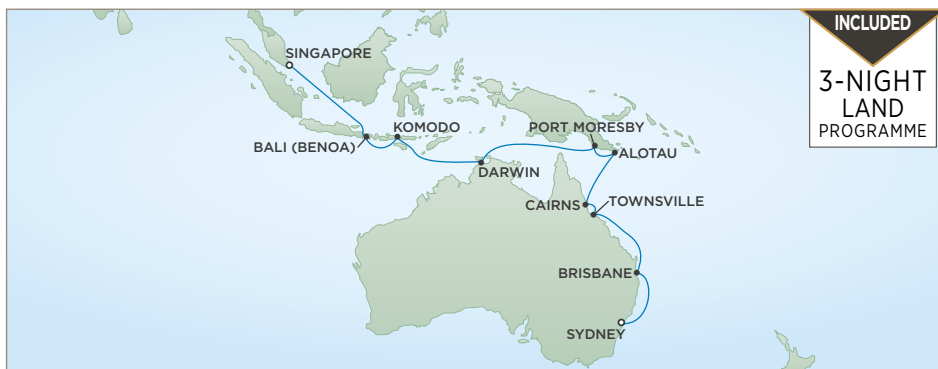 INCLUDED
3-NIGHT
LAND
PROGRAMME
SINGAPORE
KOMODO
PORT MORESBY
BALI (BENOA)
ALOTAU
DARWIN
CAIRNS
TOWNSVILLE
BRISBANE
SYDNEY